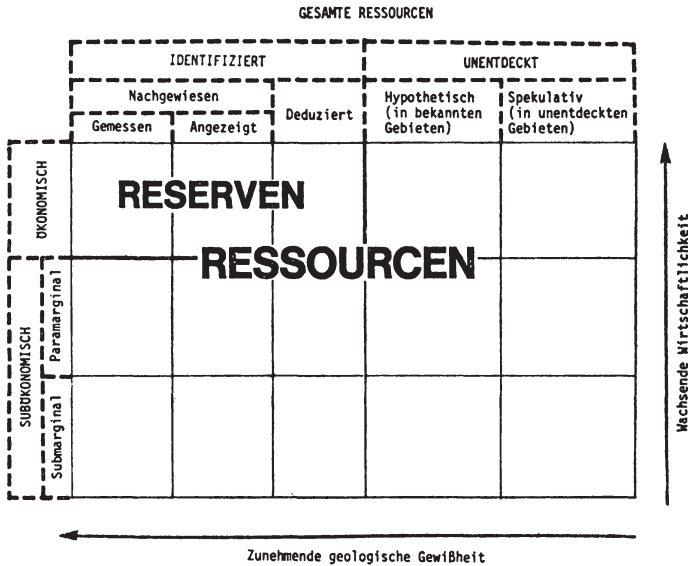 GESAMTE RESSOURCEN
IDENTIFIZIERT
UNENTDECKT
Nachgewiesen
Deduziert
Hypothetisch
(in bekannten
Gebieten)
Spekulativ
(in unentdeckten
Gebieten)
Gemessen
Angezeigt
ÖKONOMISCH
RESERVEN
RESSOURCEN
SUBÖKONOMISCH
Paramarginal
Submarginal
Wachsende Wirtschaftlichkeit
Zunehmende geologische Gewißheit